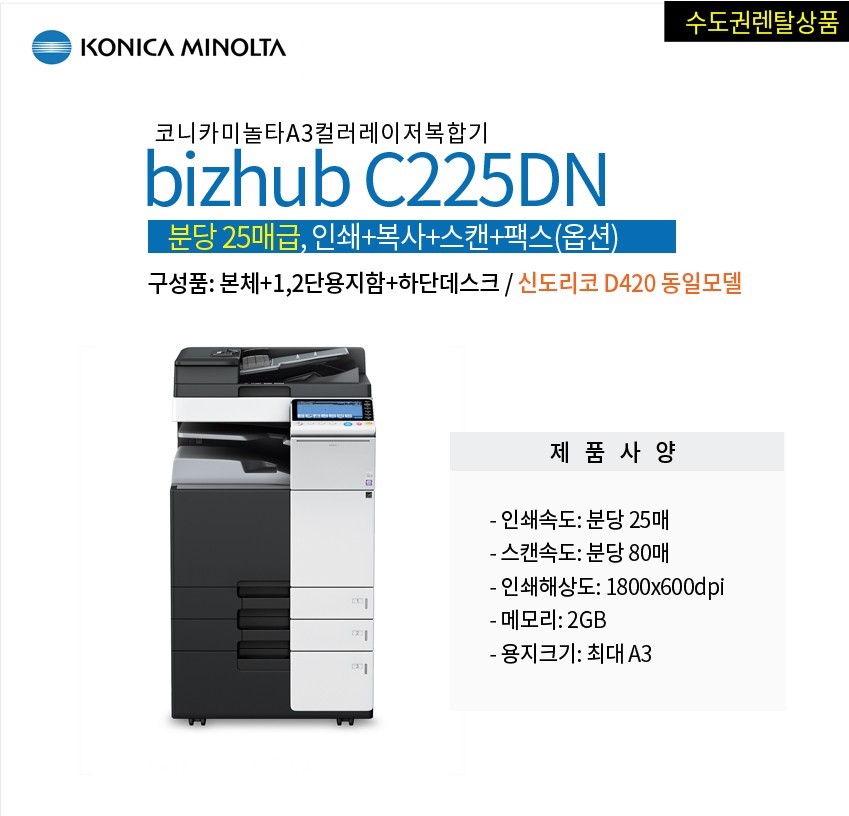 수도권렌탈상품
KONICA MINOLTA
코니카미놀타A3컬러레이저복합기
bizhub C225DN
분당 25매급, 인쇄+복사+스캔+팩스(옵션)
구성품: 본체+1,2단용지함+하단데스크 / 신도리코 D420 동일모델
제 품 사 양
- 인쇄속도: 분당 25매
- 스캔속도: 분당 80매
- 인쇄해상도: 1800x600dpi
- 메모리: 2GB
- 용지크기: 최대 A3